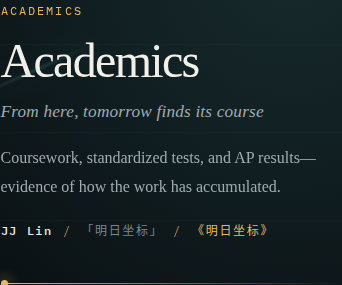 ACADEMICS
Academics
From here, tomorrow finds its course
Coursework, standardized tests, and AP results—
evidence of how the work has accumulated.
JJ Lin / 「明日坐标」 / 《明日坐标》